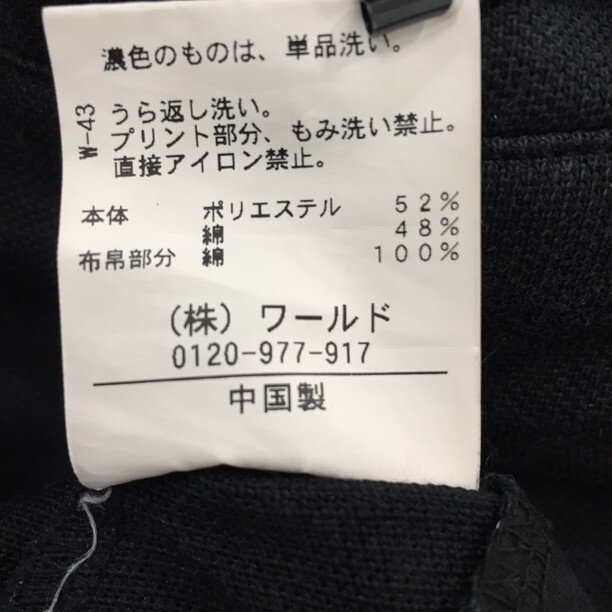 濃色のものは、単品洗い。
W-43
うら返し洗い。
プリント部分、もみ洗い禁止。
直接アイロン禁止。
本体 ポリエステル 52%
綿 48%
布帛部分 綿 100%
(株) ワールド
0120-977-917
中国製